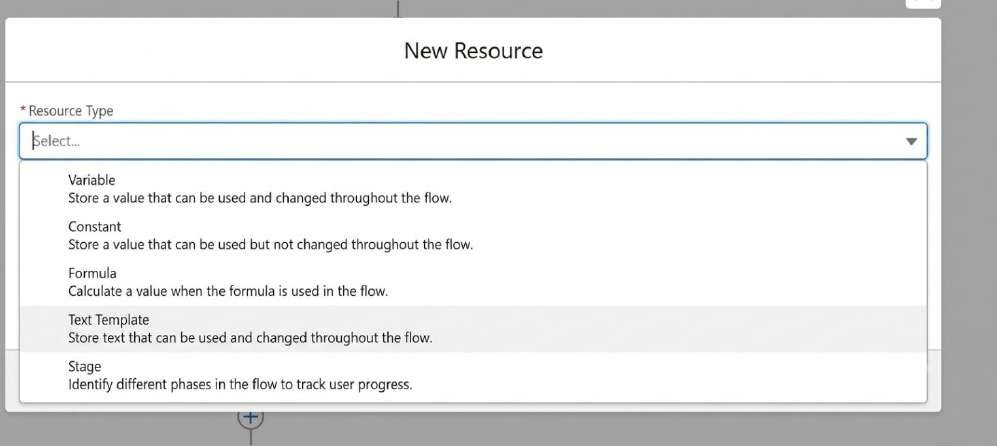 New Resource
* Resource Type
Select...
Variable
Store a value that can be used and changed throughout the flow.
Constant
Store a value that can be used but not changed throughout the flow.
Formula
Calculate a value when the formula is used in the flow.
Text Template
Store text that can be used and changed throughout the flow.
Stage
Identify different phases in the flow to track user progress.